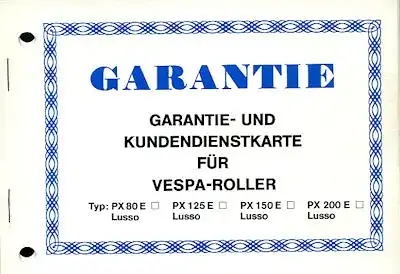 GARANTIE
GARANTIE- UND
KUNDENDIENSTKARTE
FÜR
VESPA-ROLLER
Typ: PX 80 E □ PX 125 E □ PX 150 E □ PX 200 E □
Lusso Lusso Lusso Lusso